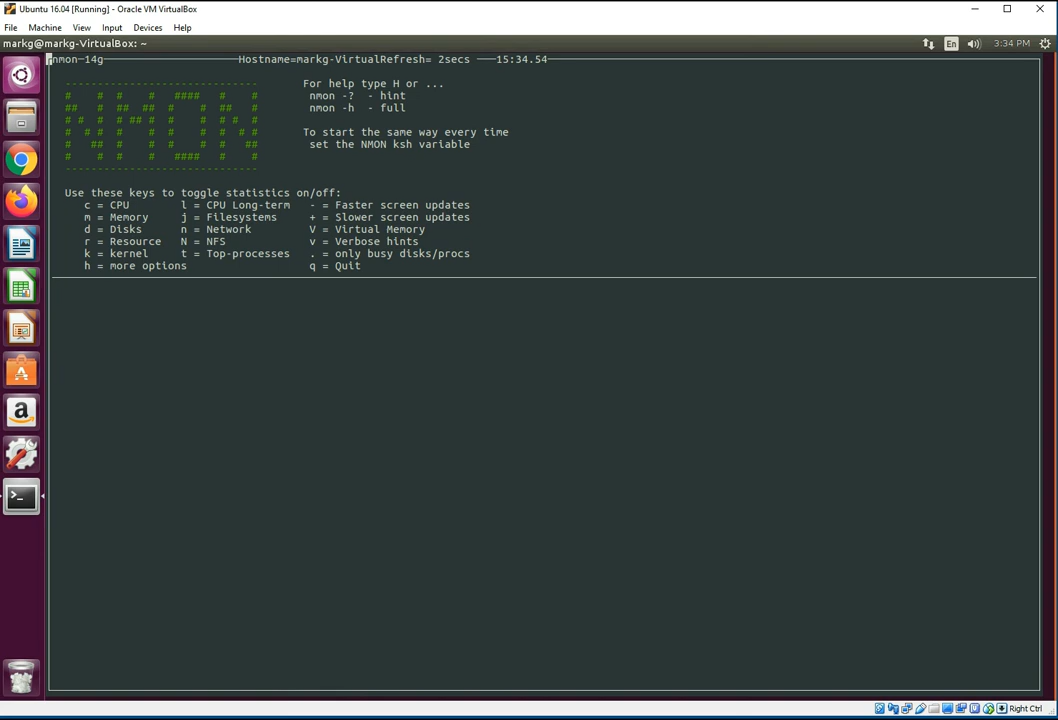 Ubuntu 16.04 [Running] - Oracle VM VirtualBox
File Machine View Input Devices Help
markg@markg-VirtualBox: ~ En 3:34 PM
nmon─14g Hostname=markg-VirtualRefresh= 2secs ───15:34.54
For help type H or ...
nmon -? - hint
nmon -h - full
To start the same way every time
set the NMON ksh variable
Use these keys to toggle statistics on/off:
c = CPU l = CPU Long-term - = Faster screen updates
m = Memory j = Filesystems + = Slower screen updates
d = Disks n = Network V = Virtual Memory
r = Resource N = NFS v = Verbose hints
k = kernel t = Top-processes . = only busy disks/procs
h = more options q = Quit
Right Ctrl